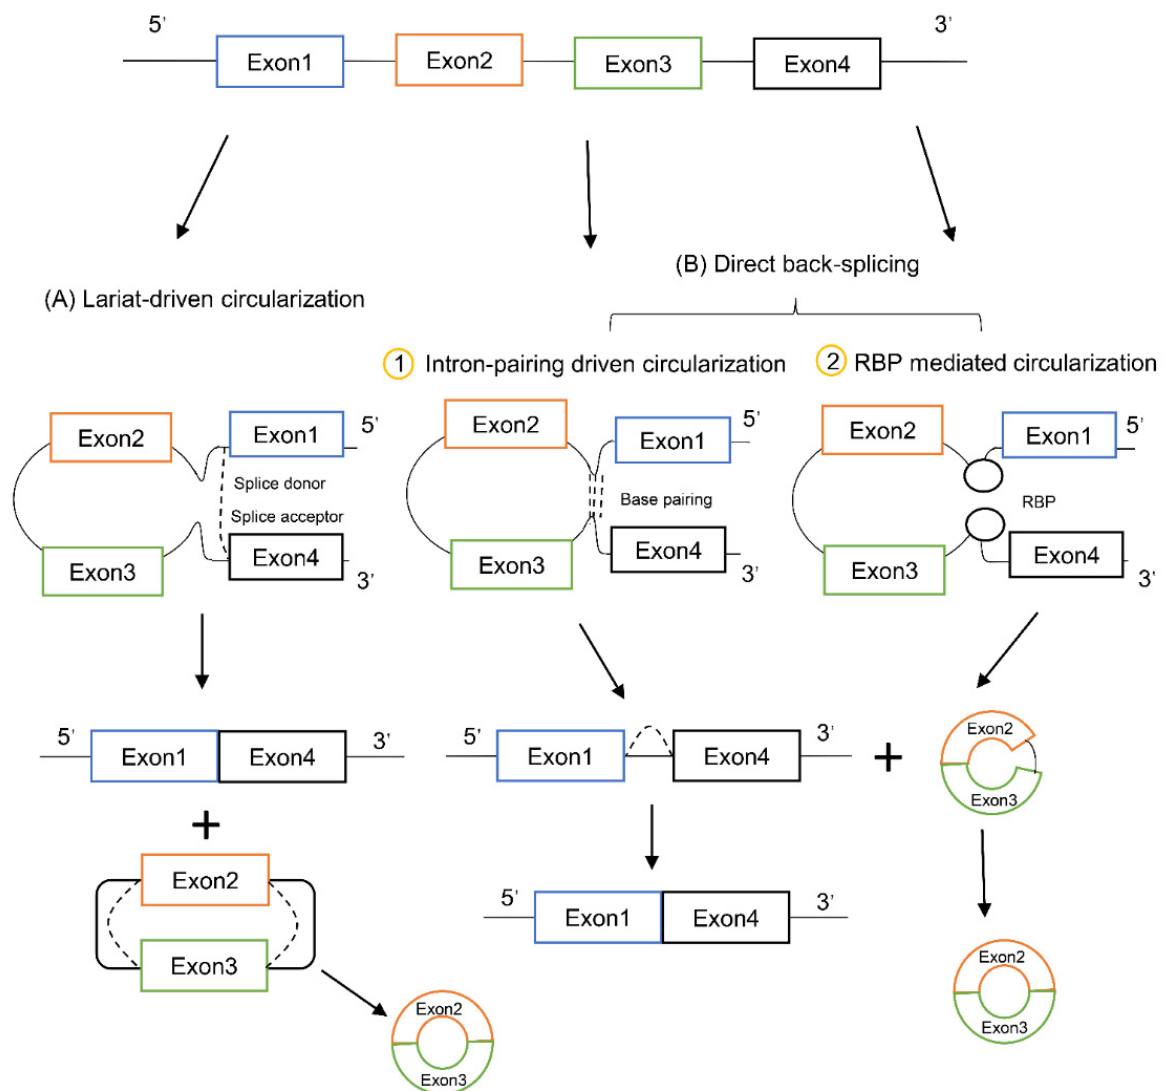 5’
3’
Exon1
Exon2
Exon3
Exon4
(B) Direct back-splicing
(A) Lariat-driven circularization
1 Intron-pairing driven circularization
2 RBP mediated circularization
Exon2
Exon1
5’
Splice donor
Splice acceptor
Exon3
Exon4
3’
Exon2
Exon1
5’
Base pairing
Exon3
Exon4
3’
Exon2
Exon1
5’
RBP
Exon3
Exon4
3’
5’
Exon1
Exon4
3’
+
Exon2
Exon3
Exon2
Exon3
5’
Exon1
Exon4
3’
+
Exon2
Exon3
5’
Exon1
Exon4
3’
Exon2
Exon3